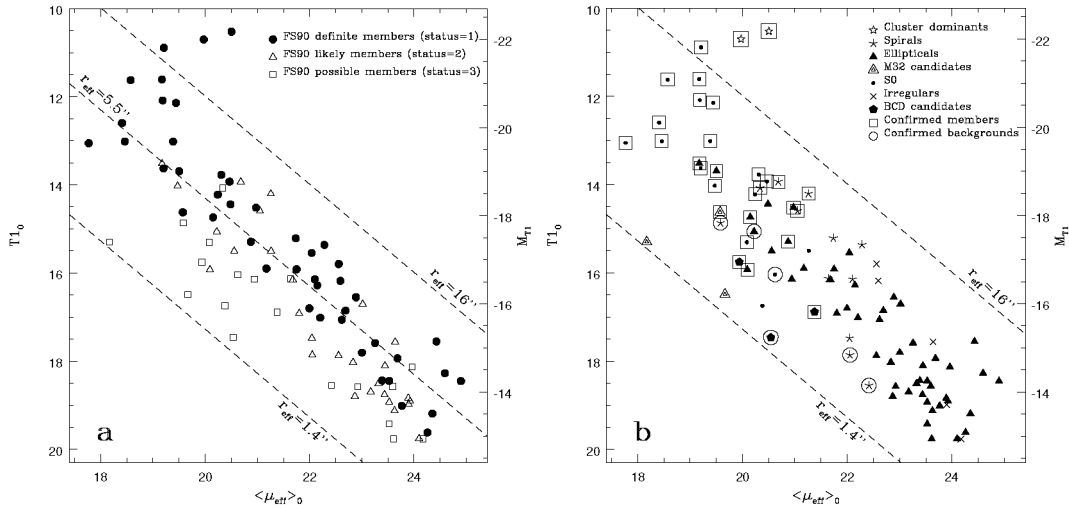 10
12
14
16
18
20
T1₀
18
20
22
24
<μ_eff>₀
-22
-20
-18
-16
-14
M_T1
FS90 definite members (status=1)
FS90 likely members (status=2)
FS90 possible members (status=3)
r_eff=5.5''
r_eff=16''
r_eff=1.4''
a
10
12
14
16
18
20
T1₀
18
20
22
24
<μ_eff>₀
-22
-20
-18
-16
-14
M_T1
Cluster dominants
Spirals
Ellipticals
M32 candidates
S0
Irregulars
BCD candidates
Confirmed members
Confirmed backgrounds
r_eff=16''
r_eff=1.4''
b